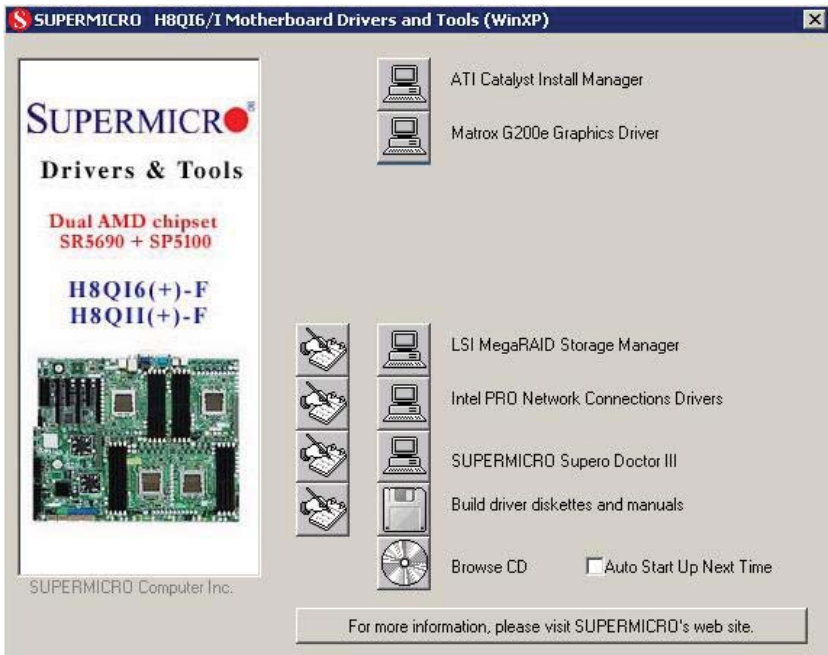 SUPERMICRO H8QI6/I Motherboard Drivers and Tools (WinXP)
SUPERMICR®
Drivers & Tools
Dual AMD chipset
SR5690 + SP5100
H8QI6(+)-F
H8QII(+)-F
SUPERMICRO Computer Inc.
ATI Catalyst Install Manager
Matrox G200e Graphics Driver
LSI MegaRAID Storage Manager
Intel PRO Network Connections Drivers
SUPERMICRO Supero Doctor III
Build driver diskettes and manuals
Browse CD
Auto Start Up Next Time
For more information, please visit SUPERMICRO's web site.